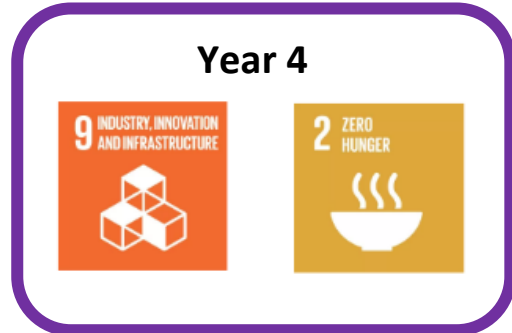 Year 4
9 INDUSTRY, INNOVATION
AND INFRASTRUCTURE
2 ZERO
HUNGER